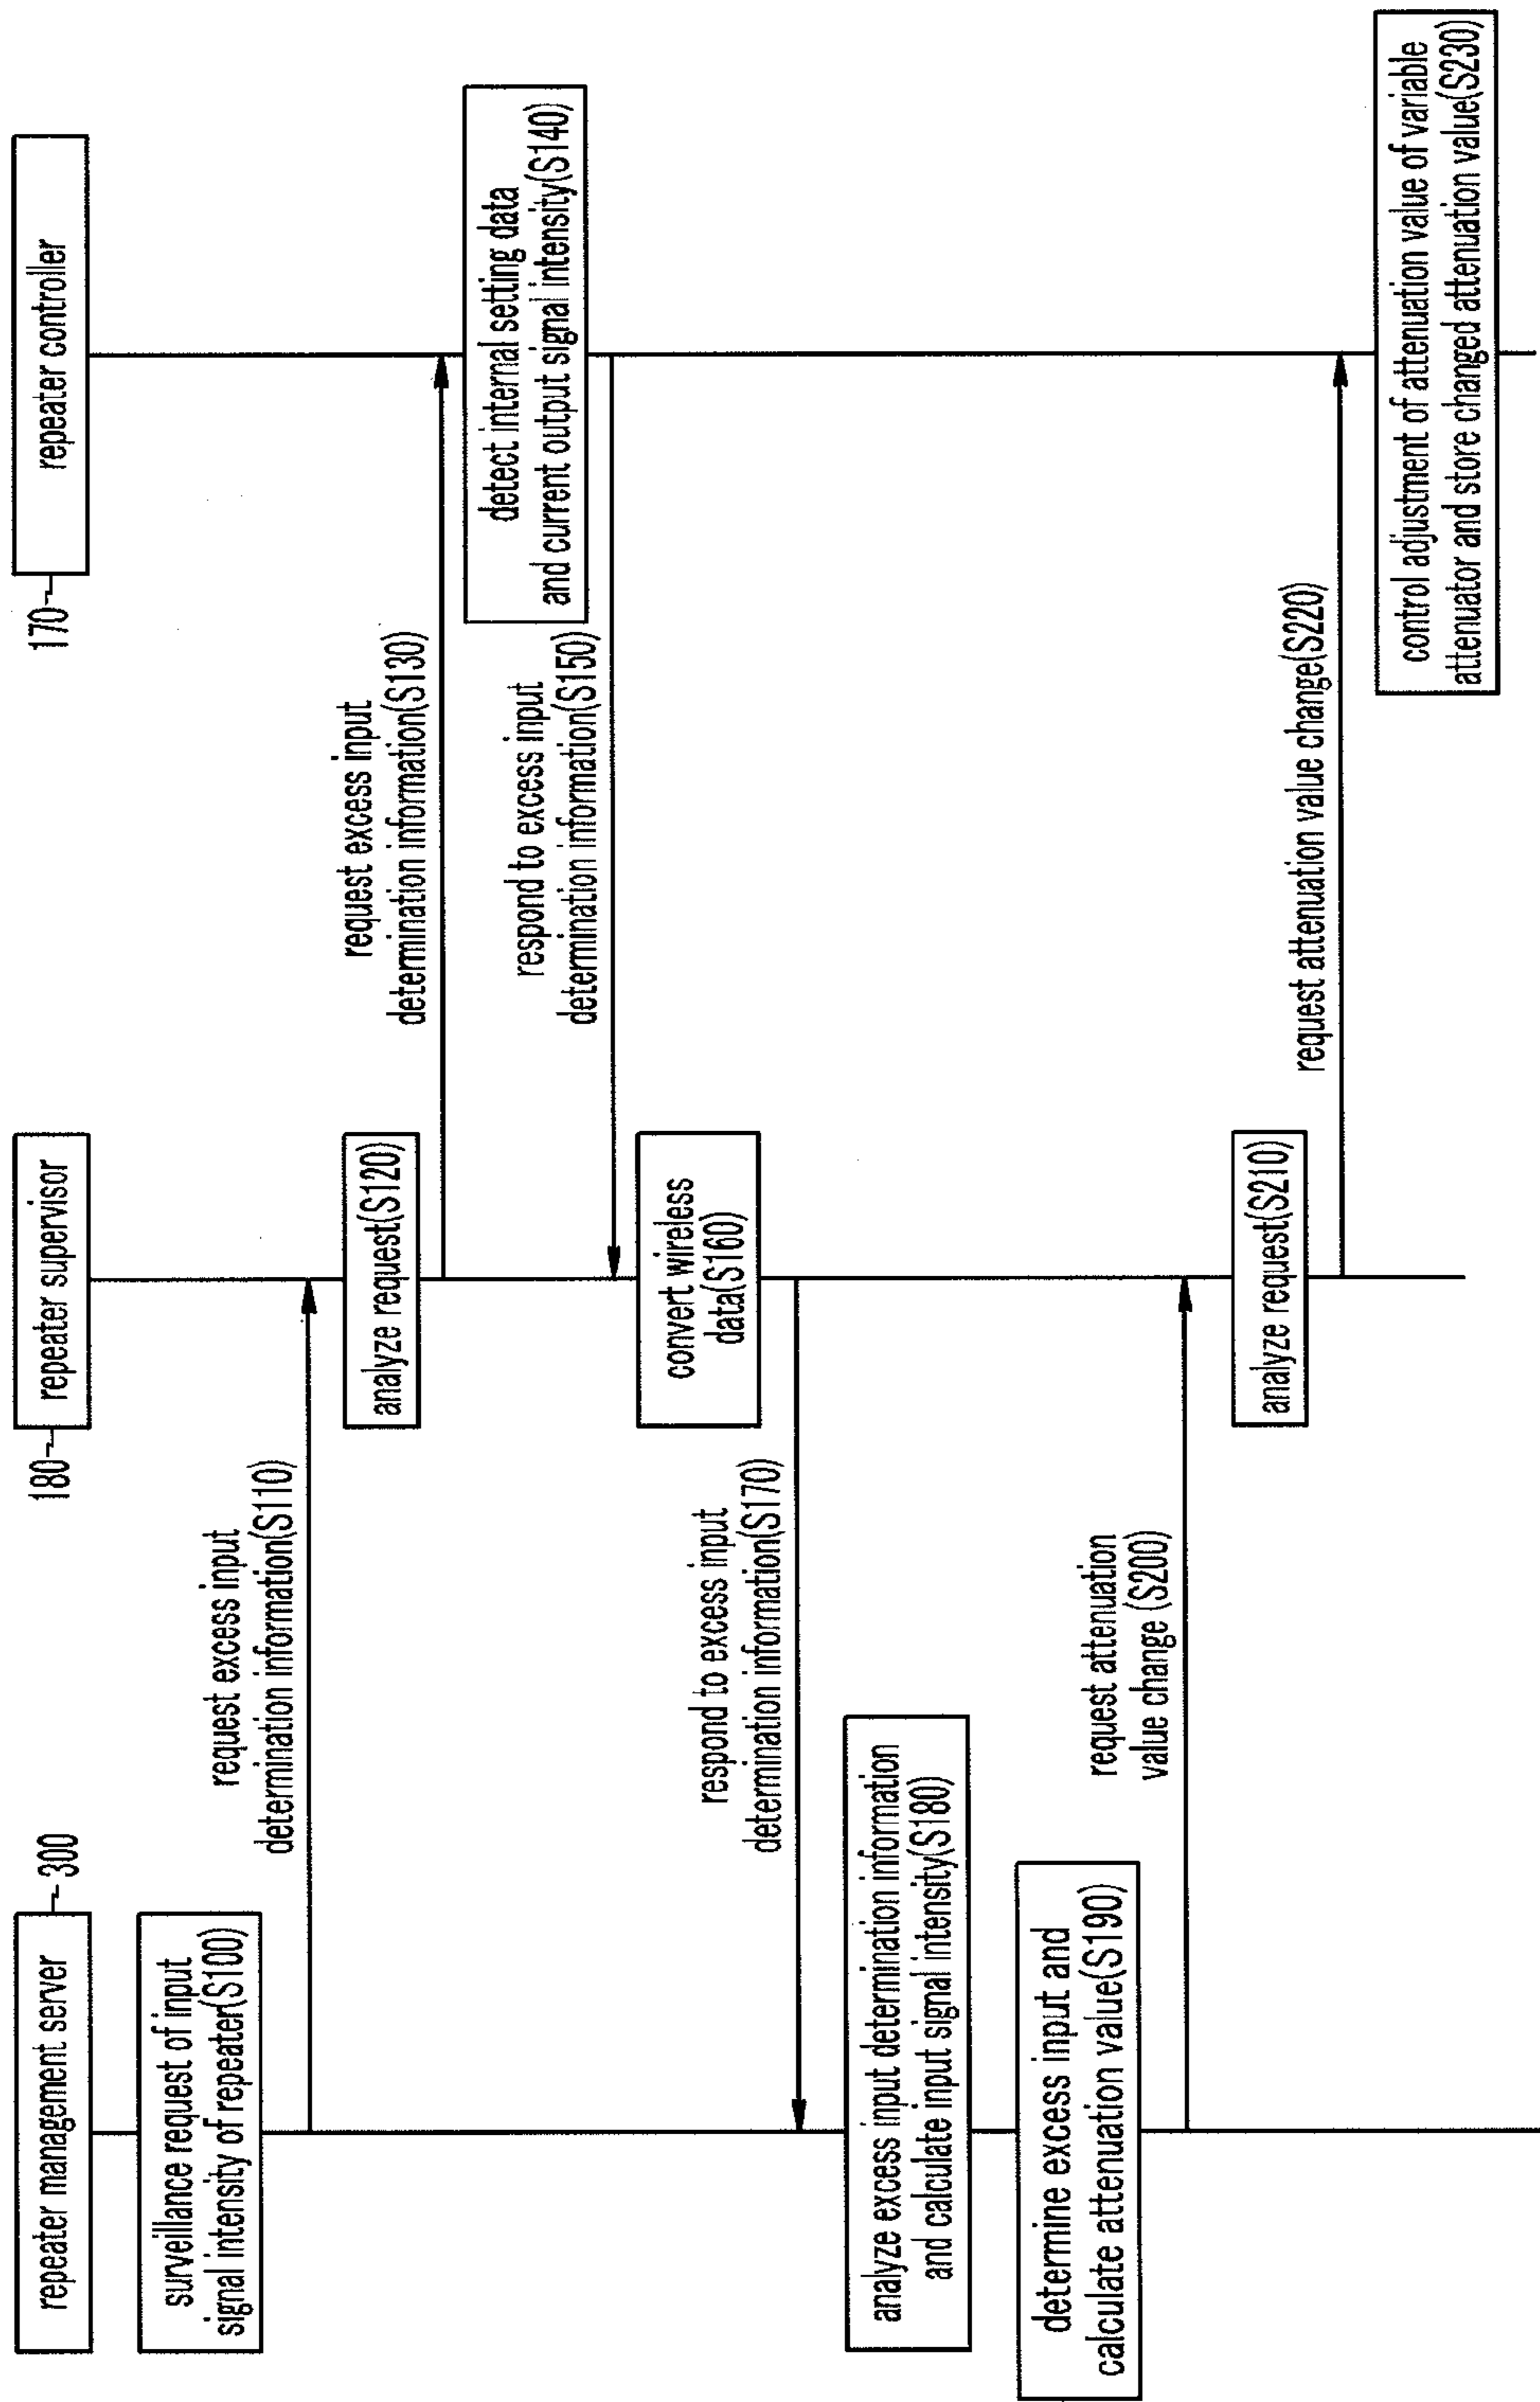 repeater management server
300
180
repeater supervisor
170
repeater controller
surveillance request of input
signal intensity of repeater(S100)
request excess input
determination information(S110)
analyze request(S120)
request excess input
determination information(S130)
detect internal setting data
and current output signal intensity(S140)
respond to excess input
determination information(S150)
convert wireless
data(S160)
respond to excess input
determination information(S170)
analyze excess input determination information
and calculate input signal intensity(S180)
determine excess input and
calculate attenuation value(S190)
request attenuation
value change (S200)
analyze request(S210)
request attenuation value change(S220)
control adjustment of attenuation value of variable
attenuator and store changed attenuation value(S230)